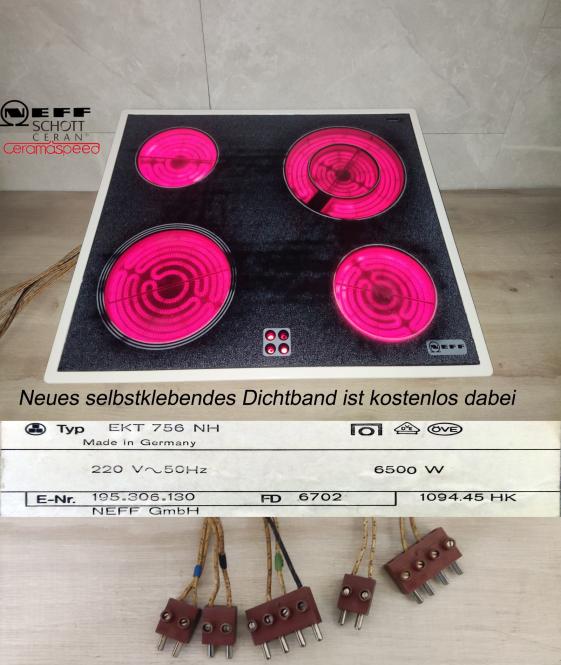 NEFF
SCHOTT
CERAN®
Ceramaspeed
NEFF
Neues selbstklebendes Dichtband ist kostenlos dabei
Typ EKT 756 NH
Made in Germany
ÖVE
220 V~50Hz 6500 W
E-Nr. 195.306.130 FD 6702 1094.45 HK
NEFF GmbH